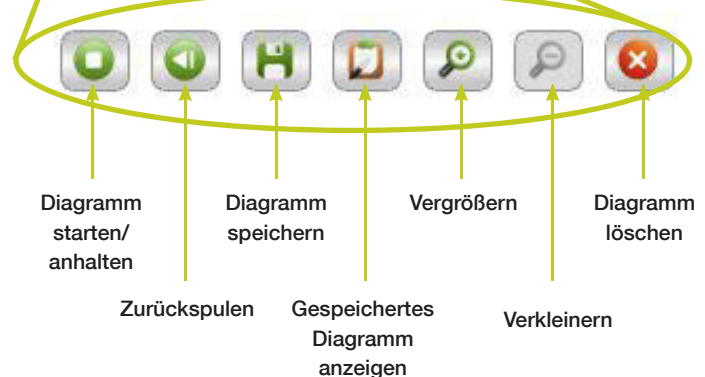 Diagramm
starten/
anhalten
Zurückspulen
Diagramm
speichern
Gespeichertes
Diagramm
anzeigen
Vergrößern
Verkleinern
Diagramm
löschen